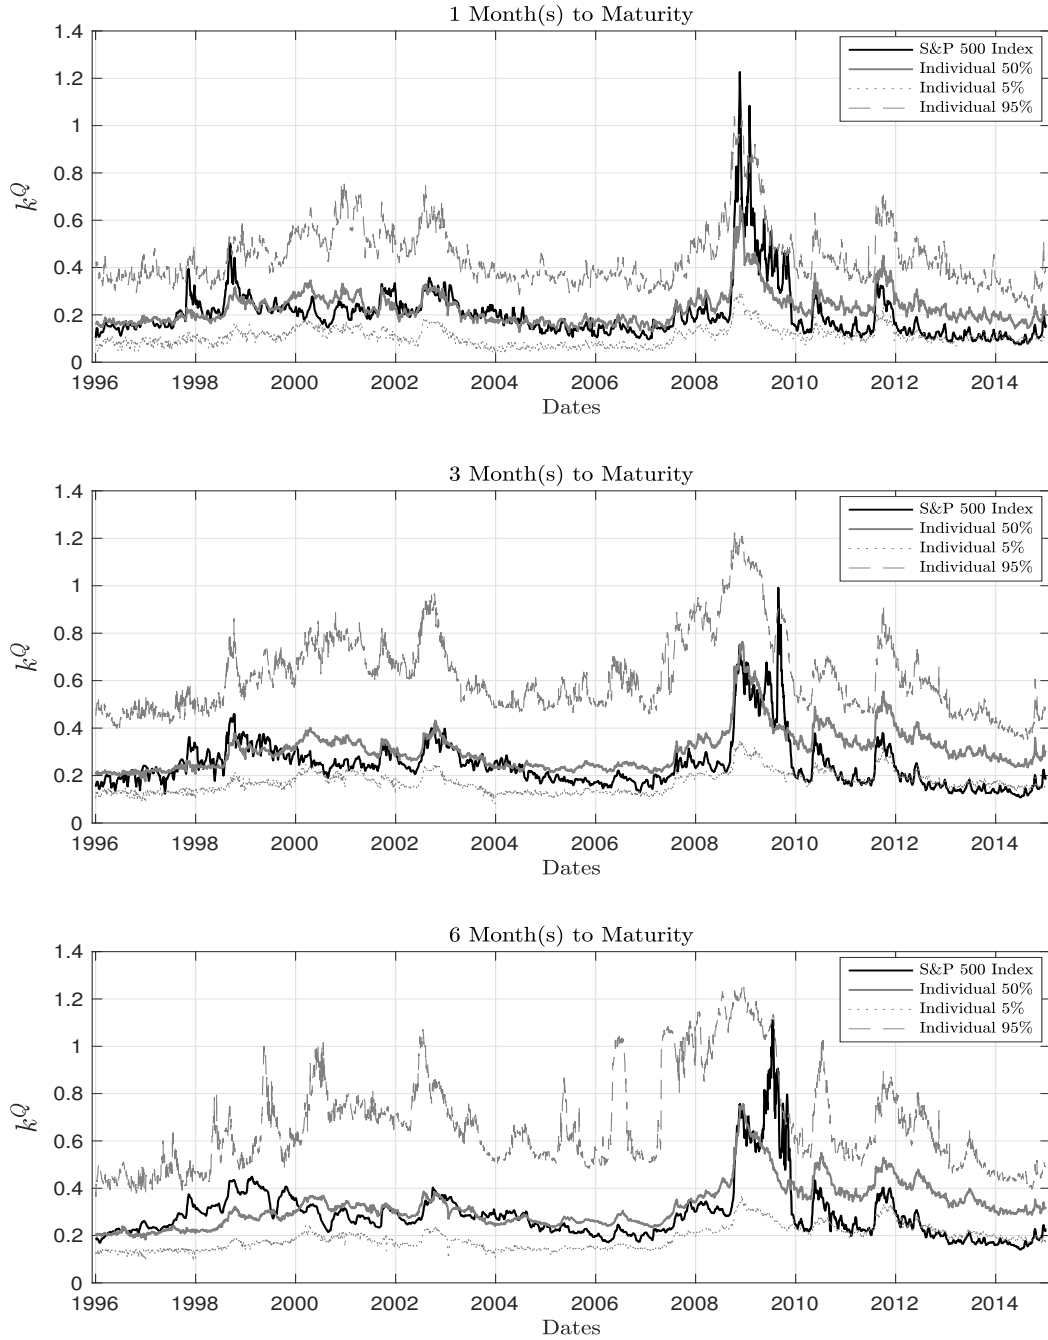 1 Month(s) to Maturity
1.4
1.2
1
0.8
0.6
0.4
0.2
0
k^Q
S&P 500 Index
Individual 50%
Individual 5%
Individual 95%
1996 1998 2000 2002 2004 2006 2008 2010 2012 2014
Dates
3 Month(s) to Maturity
1.4
1.2
1
0.8
0.6
0.4
0.2
0
k^Q
S&P 500 Index
Individual 50%
Individual 5%
Individual 95%
1996 1998 2000 2002 2004 2006 2008 2010 2012 2014
Dates
6 Month(s) to Maturity
1.4
1.2
1
0.8
0.6
0.4
0.2
0
k^Q
S&P 500 Index
Individual 50%
Individual 5%
Individual 95%
1996 1998 2000 2002 2004 2006 2008 2010 2012 2014
Dates